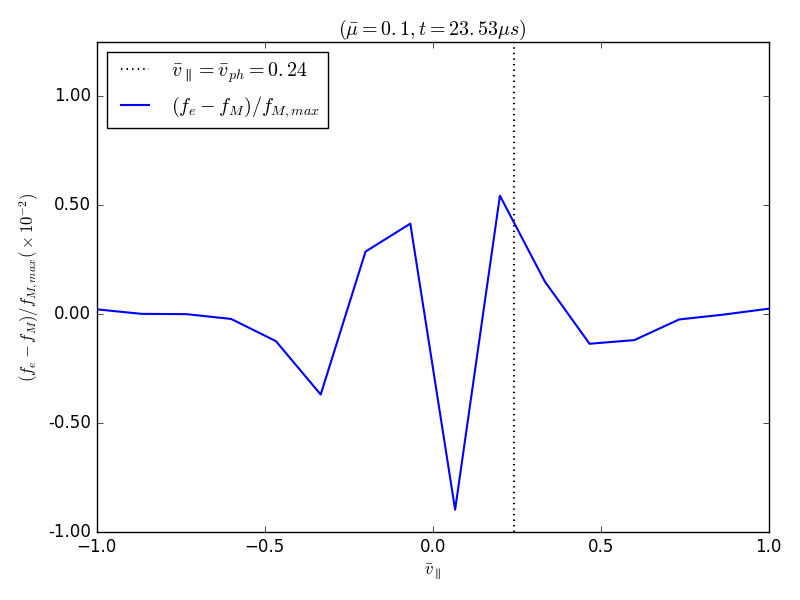 (μ̄ = 0.1, t = 23.53μs)
v̄∥ = v̄ph = 0.24
(fe − fM)/fM,max
1.00
0.50
0.00
-0.50
-1.00
(fe − fM)/fM,max(×10⁻²)
−1.0
−0.5
0.0
0.5
1.0
v̄∥